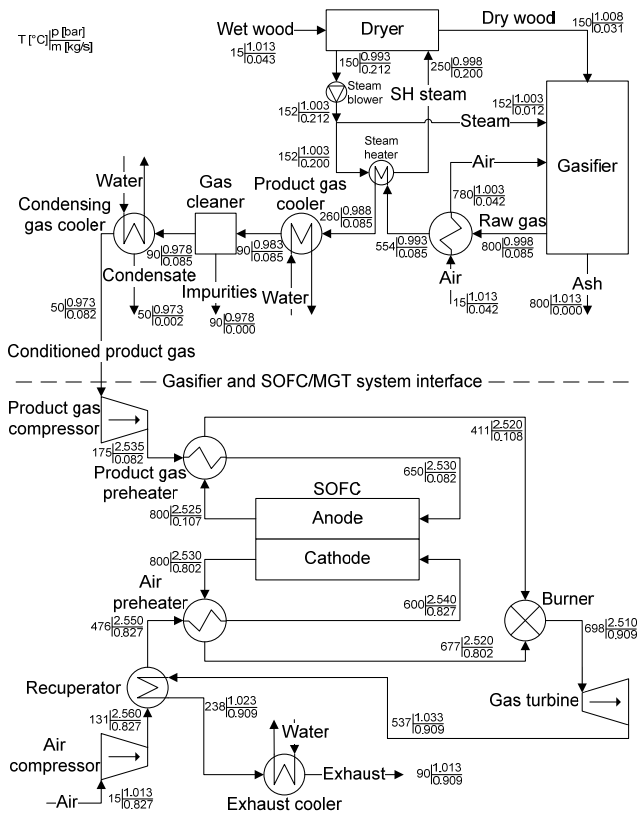 T [°C] p [bar]
m [kg/s]
Wet wood
15 1.013
0.043
Dryer
Dry wood
150 1.008
0.031
150 0.993
0.212
250 0.998
0.200
Steam
blower
SH steam
152 1.003
0.212
152 1.003
0.012
Steam
152 1.003
0.200
Steam
heater
Air
Gasifier
780 1.003
0.042
Water
Condensing
gas cooler
Gas
cleaner
Product gas
cooler
260 0.988
0.085
554 0.993
0.085
Raw gas
800 0.998
0.085
90 0.978
0.085
90 0.983
0.085
Condensate
Impurities
Water
Air
Ash
50 0.973
0.082
50 0.973
0.002
90 0.978
0.000
15 1.013
0.042
800 1.013
0.000
Conditioned product gas
Gasifier and SOFC/MGT system interface
Product gas
compressor
175 2.535
0.082
Product gas
preheater
411 2.520
0.108
650 2.530
0.082
SOFC
Anode
800 2.525
0.107
Cathode
800 2.530
0.802
Air
preheater
600 2.540
0.827
Burner
476 2.550
0.827
698 2.510
0.909
677 2.520
0.802
Recuperator
238 1.023
0.909
Gas turbine
537 1.033
0.909
131 2.560
0.827
Air
compressor
Water
Exhaust
90 1.013
0.909
Air
15 1.013
0.827
Exhaust cooler